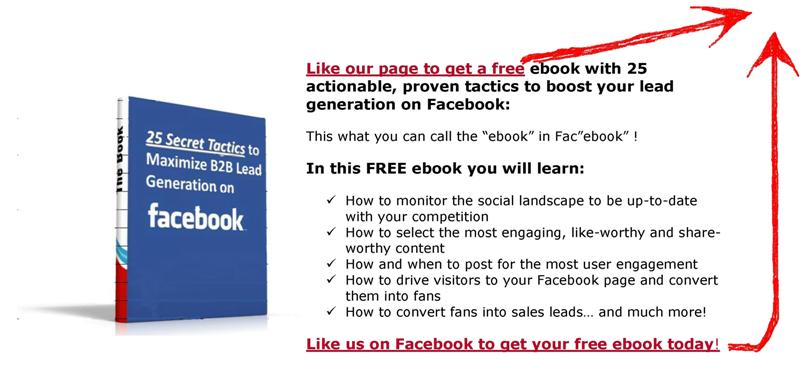 The Book
25 Secret Tactics to
Maximize B2B Lead
Generation on
facebook
Like our page to get a free ebook with 25
actionable, proven tactics to boost your lead
generation on Facebook:
This what you can call the “ebook” in Fac”ebook” !
In this FREE ebook you will learn:
✓ How to monitor the social landscape to be up-to-date
with your competition
✓ How to select the most engaging, like-worthy and share-
worthy content
✓ How and when to post for the most user engagement
✓ How to drive visitors to your Facebook page and convert
them into fans
✓ How to convert fans into sales leads… and much more!
Like us on Facebook to get your free ebook today!